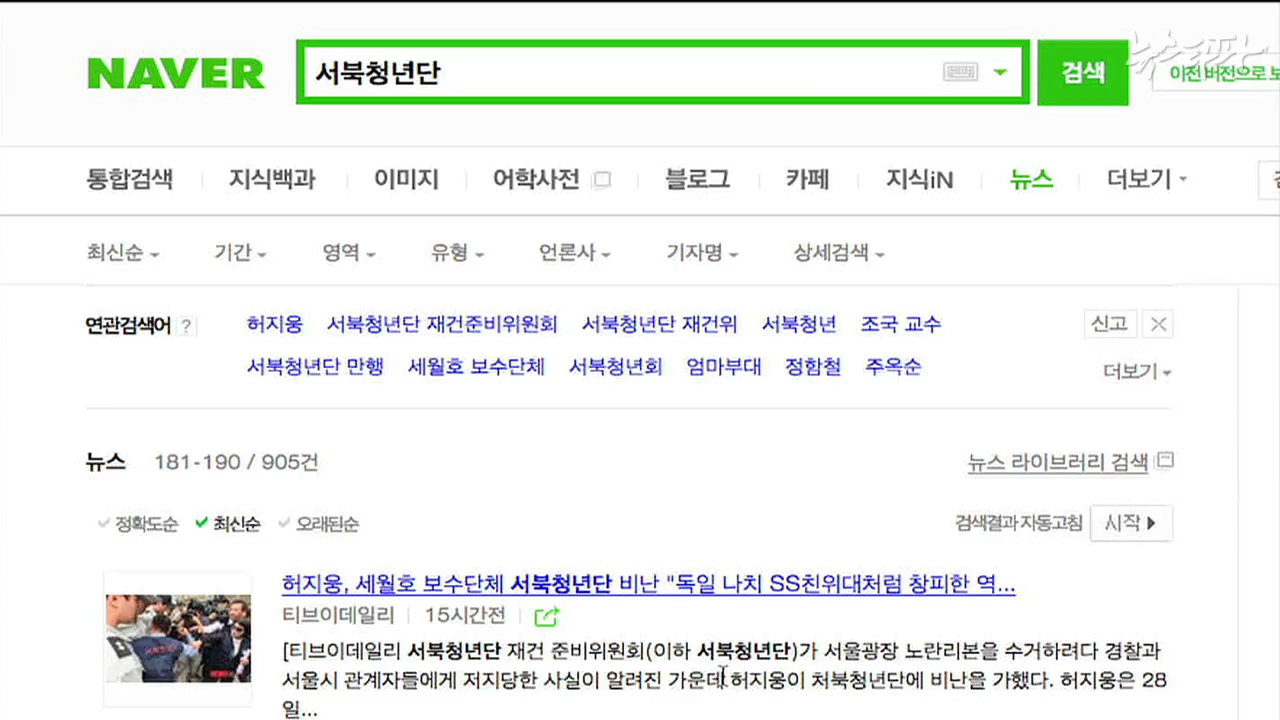 뉴스타파
NAVER 서북청년단 검색 이전버전으로 보
통합검색 지식백과 이미지 어학사전 블로그 카페 지식iN 뉴스 더보기
최신순 기간 영역 유형 언론사 기자명 상세검색
연관검색어 ? 허지웅 서북청년단 재건준비위원회 서북청년단 재건위 서북청년 조국 교수 신고
서북청년단 만행 세월호 보수단체 서북청년회 엄마부대 정함철 주옥순 더보기
뉴스 181-190 / 905건 뉴스 라이브러리 검색
정확도순 최신순 오래된순 검색결과 자동고침 시작
허지웅, 세월호 보수단체 서북청년단 비난 "독일 나치 SS친위대처럼 창피한 역...
티브이데일리 15시간전
[티브이데일리 서북청년단 재건 준비위원회(이하 서북청년단)가 서울광장 노란리본을 수거하려다 경찰과
서울시 관계자들에게 저지당한 사실이 알려진 가운데 허지웅이 처북청년단에 비난을 가했다. 허지웅은 28
일...